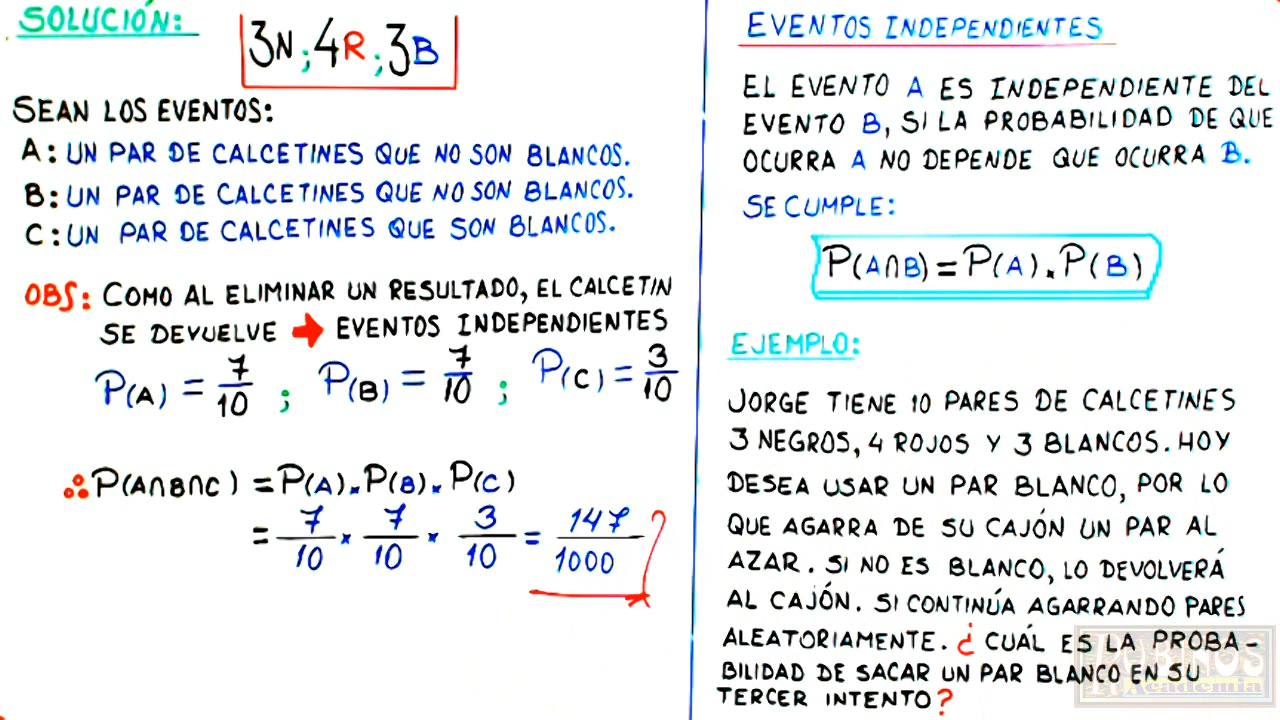 SOLUCIÓN:
3N ; 4R ; 3B
SEAN LOS EVENTOS:
A: UN PAR DE CALCETINES QUE NO SON BLANCOS.
B: UN PAR DE CALCETINES QUE NO SON BLANCOS.
C: UN PAR DE CALCETINES QUE SON BLANCOS.
OBS: COMO AL ELIMINAR UN RESULTADO, EL CALCETIN
SE DEVUELVE → EVENTOS INDEPENDIENTES
P(A) = 7/10 ; P(B) = 7/10 ; P(C) = 3/10
∴ P(A∩B∩C) = P(A) . P(B) . P(C)
= 7/10 * 7/10 * 3/10 = 147/1000
EVENTOS INDEPENDIENTES
EL EVENTO A ES INDEPENDIENTE DEL
EVENTO B, SI LA PROBABILIDAD DE QUE
OCURRA A NO DEPENDE QUE OCURRA B.
SE CUMPLE:
P(A∩B) = P(A) . P(B)
EJEMPLO:
JORGE TIENE 10 PARES DE CALCETINES
3 NEGROS, 4 ROJOS Y 3 BLANCOS. HOY
DESEA USAR UN PAR BLANCO, POR LO
QUE AGARRA DE SU CAJÓN UN PAR AL
AZAR. SI NO ES BLANCO, LO DEVOLVERÁ
AL CAJÓN. SI CONTINÚA AGARRANDO PARES
ALEATORIAMENTE. ¿CUÁL ES LA PROBA-
BILIDAD DE SACAR UN PAR BLANCO EN SU
TERCER INTENTO?
Academia